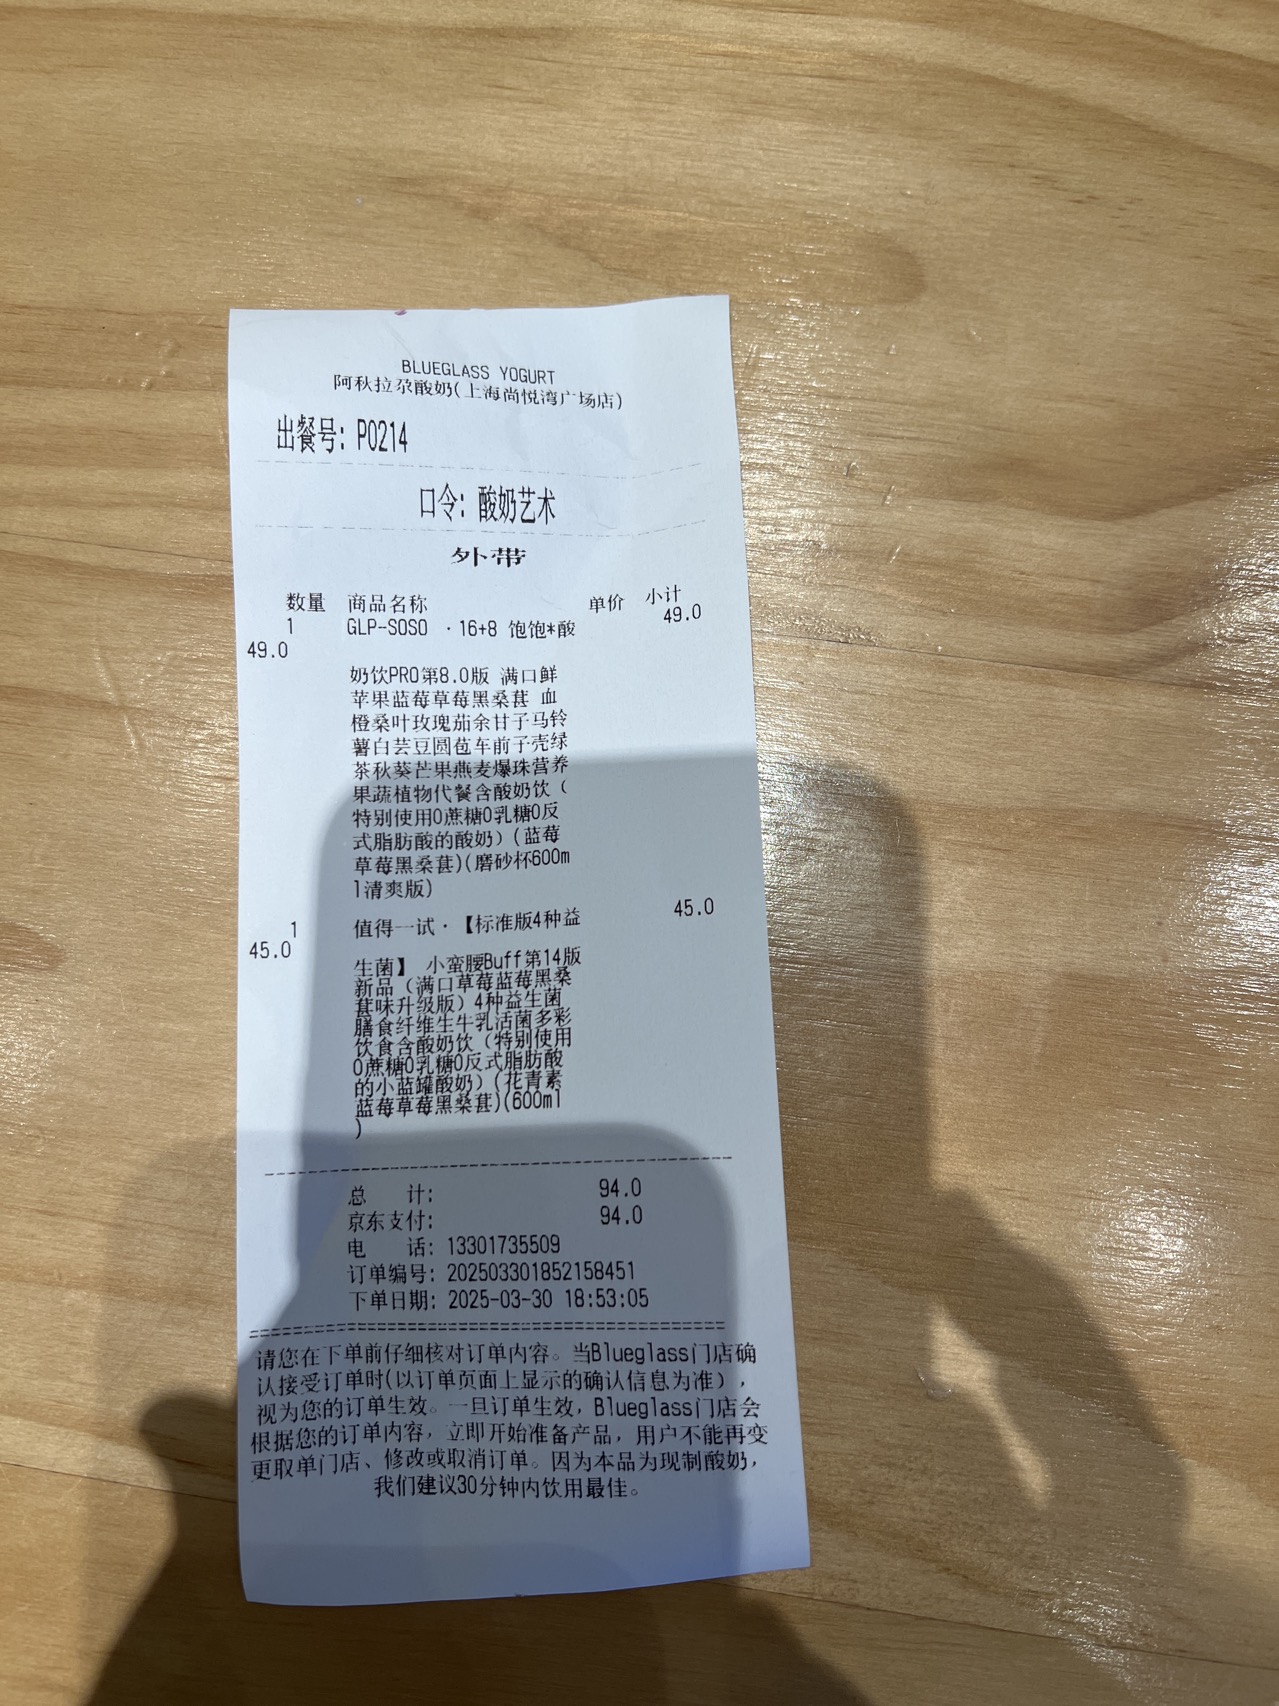 BLUEGLASS YOGURT
阿秋拉尕酸奶(上海尚悦湾广场店)
出餐号: P0214
口令: 酸奶艺术
外带
数量 商品名称 单价 小计
1 GLP-SOSO ·16+8 饱饱*酸 49.0
49.0
奶饮PRO第8.0版 满口鲜
苹果蓝莓草莓黑桑葚 血
橙桑叶玫瑰茄余甘子马铃
薯白芸豆圆苞车前子壳绿
茶秋葵芒果燕麦爆珠营养
果蔬植物代餐含酸奶饮（
特别使用0蔗糖0乳糖0反
式脂肪酸的酸奶）(蓝莓
草莓黑桑葚)(磨砂杯600m
l清爽版)
1 值得一试·【标准版4种益 45.0
45.0
生菌】 小蛮腰Buff第14版
新品（满口草莓蓝莓黑桑
葚味升级版）4种益生菌
膳食纤维生牛乳活菌多彩
饮食含酸奶饮（特别使用
0蔗糖0乳糖0反式脂肪酸
的小蓝罐酸奶）(花青素
蓝莓草莓黑桑葚)(600ml
)
总 计: 94.0
京东支付: 94.0
电 话: 13301735509
订单编号: 202503301852158451
下单日期: 2025-03-30 18:53:05
请您在下单前仔细核对订单内容。当Blueglass门店确
认接受订单时(以订单页面上显示的确认信息为准)，
视为您的订单生效。一旦订单生效，Blueglass门店会
根据您的订单内容，立即开始准备产品，用户不能再变
更取单门店、修改或取消订单。因为本品为现制酸奶，
我们建议30分钟内饮用最佳。